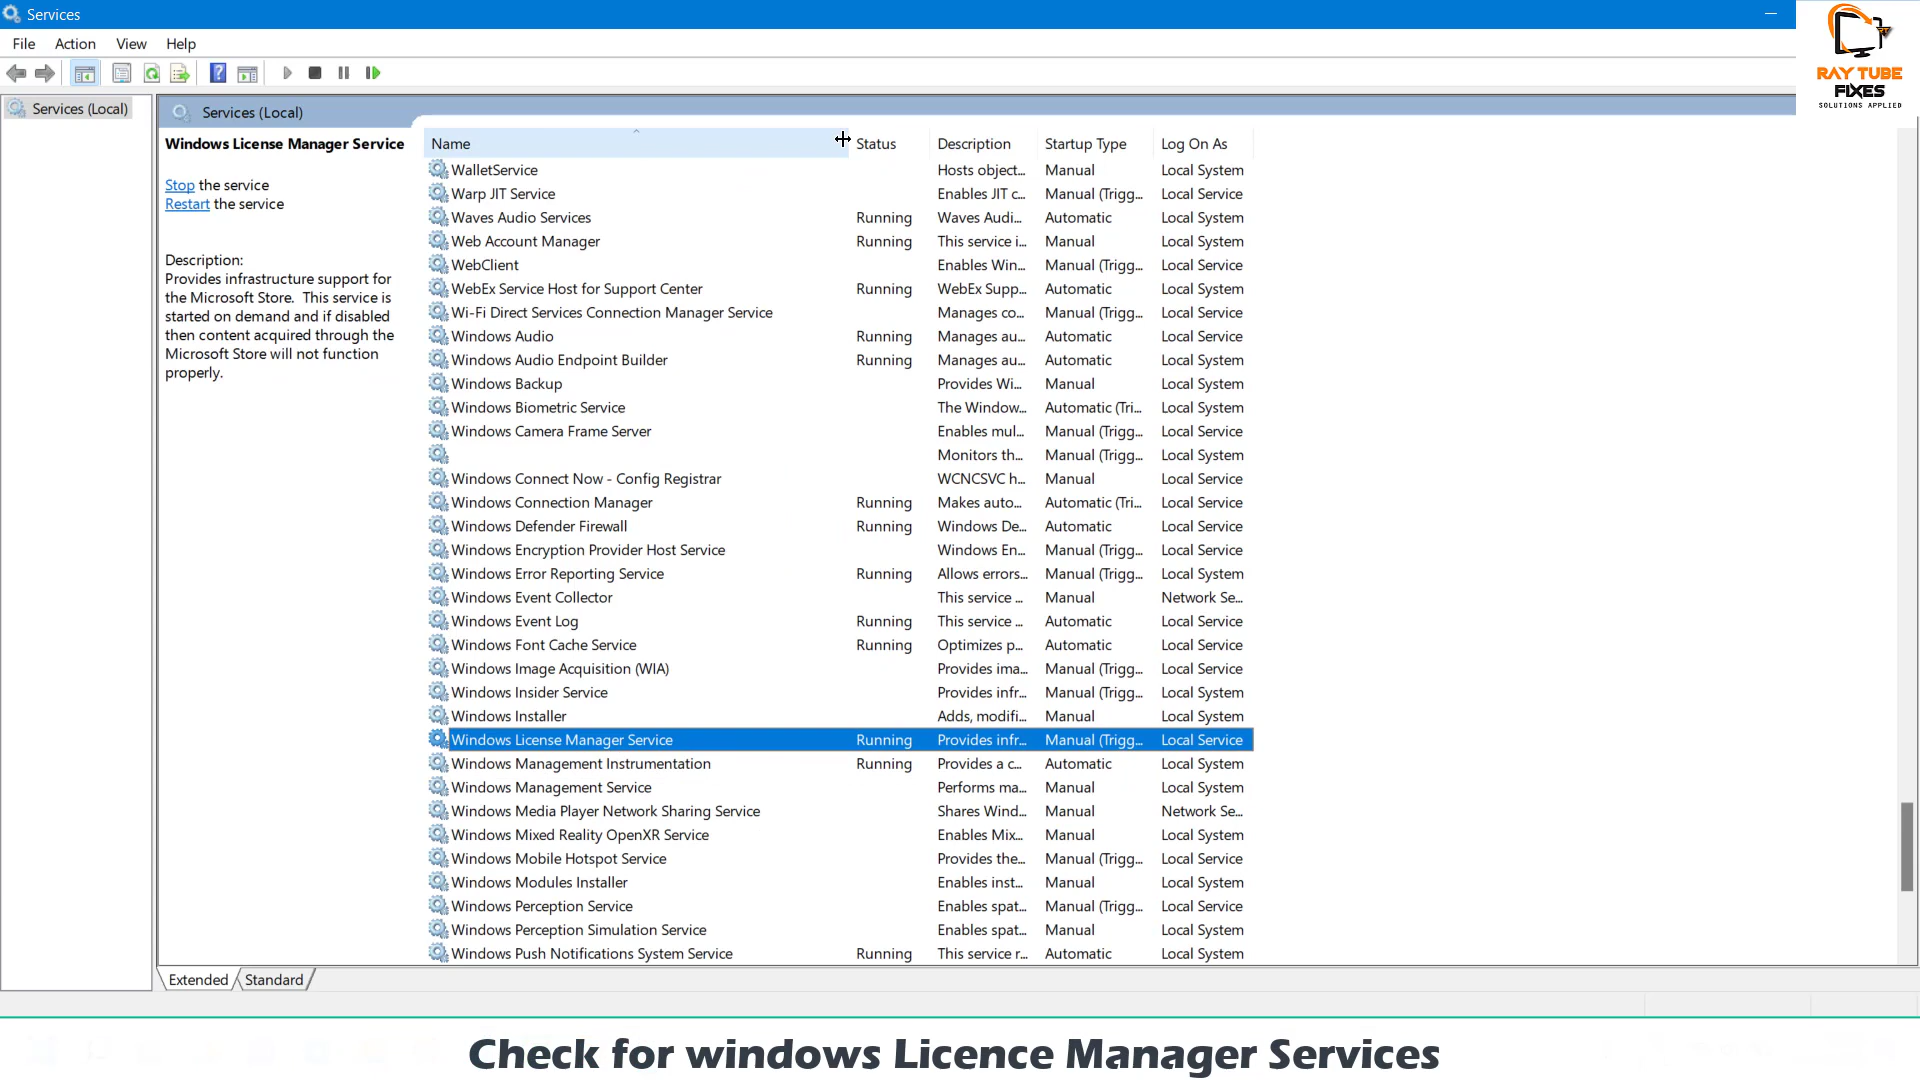 Services
File Action View Help
RAY TUBE
FIXES
SOLUTIONS APPLIED
Services (Local)
Services (Local)
Windows License Manager Service
Stop the service
Restart the service
Description:
Provides infrastructure support for
the Microsoft Store. This service is
started on demand and if disabled
then content acquired through the
Microsoft Store will not function
properly.
Name Status Description Startup Type Log On As
WalletService Hosts object... Manual Local System
Warp JIT Service Enables JIT c... Manual (Trigg... Local Service
Waves Audio Services Running Waves Audi... Automatic Local System
Web Account Manager Running This service i... Manual Local System
WebClient Enables Win... Manual (Trigg... Local Service
WebEx Service Host for Support Center Running WebEx Supp... Automatic Local System
Wi-Fi Direct Services Connection Manager Service Manages co... Manual (Trigg... Local Service
Windows Audio Running Manages au... Automatic Local Service
Windows Audio Endpoint Builder Running Manages au... Automatic Local System
Windows Backup Provides Wi... Manual Local System
Windows Biometric Service The Window... Automatic (Tri... Local System
Windows Camera Frame Server Enables mul... Manual (Trigg... Local Service
Monitors th... Manual (Trigg... Local System
Windows Connect Now - Config Registrar WCNCSVC h... Manual Local Service
Windows Connection Manager Running Makes auto... Automatic (Tri... Local Service
Windows Defender Firewall Running Windows De... Automatic Local Service
Windows Encryption Provider Host Service Windows En... Manual (Trigg... Local Service
Windows Error Reporting Service Running Allows errors... Manual (Trigg... Local System
Windows Event Collector This service ... Manual Network Se...
Windows Event Log Running This service ... Automatic Local Service
Windows Font Cache Service Running Optimizes p... Automatic Local Service
Windows Image Acquisition (WIA) Provides ima... Manual (Trigg... Local Service
Windows Insider Service Provides infr... Manual (Trigg... Local System
Windows Installer Adds, modifi... Manual Local System
Windows License Manager Service Running Provides infr... Manual (Trigg... Local Service
Windows Management Instrumentation Running Provides a c... Automatic Local System
Windows Management Service Performs ma... Manual Local System
Windows Media Player Network Sharing Service Shares Wind... Manual Network Se...
Windows Mixed Reality OpenXR Service Enables Mix... Manual Local System
Windows Mobile Hotspot Service Provides the... Manual (Trigg... Local Service
Windows Modules Installer Enables inst... Manual Local System
Windows Perception Service Enables spat... Manual (Trigg... Local Service
Windows Perception Simulation Service Enables spat... Manual Local System
Windows Push Notifications System Service Running This service r... Automatic Local System
Extended Standard
Check for windows Licence Manager Services